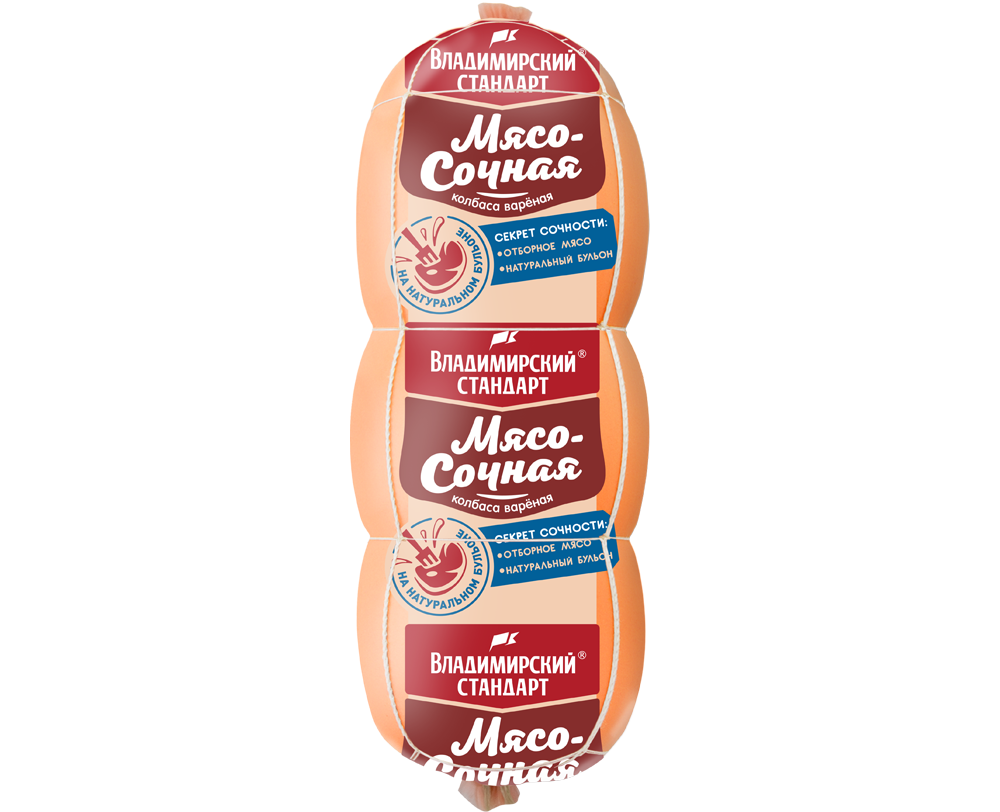 ВЛАДИМИРСКИЙ®
СТАНДАРТ
Мясо-
Сочная
колбаса варёная
НА НАТУРАЛЬНОМ БУЛЬОНЕ
СЕКРЕТ СОЧНОСТИ:
•ОТБОРНОЕ МЯСО
•НАТУРАЛЬНЫЙ БУЛЬОН
ВЛАДИМИРСКИЙ®
СТАНДАРТ
Мясо-
Сочная
колбаса варёная
НА НАТУРАЛЬНОМ БУЛЬОНЕ
СЕКРЕТ СОЧНОСТИ:
•ОТБОРНОЕ МЯСО
•НАТУРАЛЬНЫЙ БУЛЬОН
ВЛАДИМИРСКИЙ®
СТАНДАРТ
Мясо-
Сочная